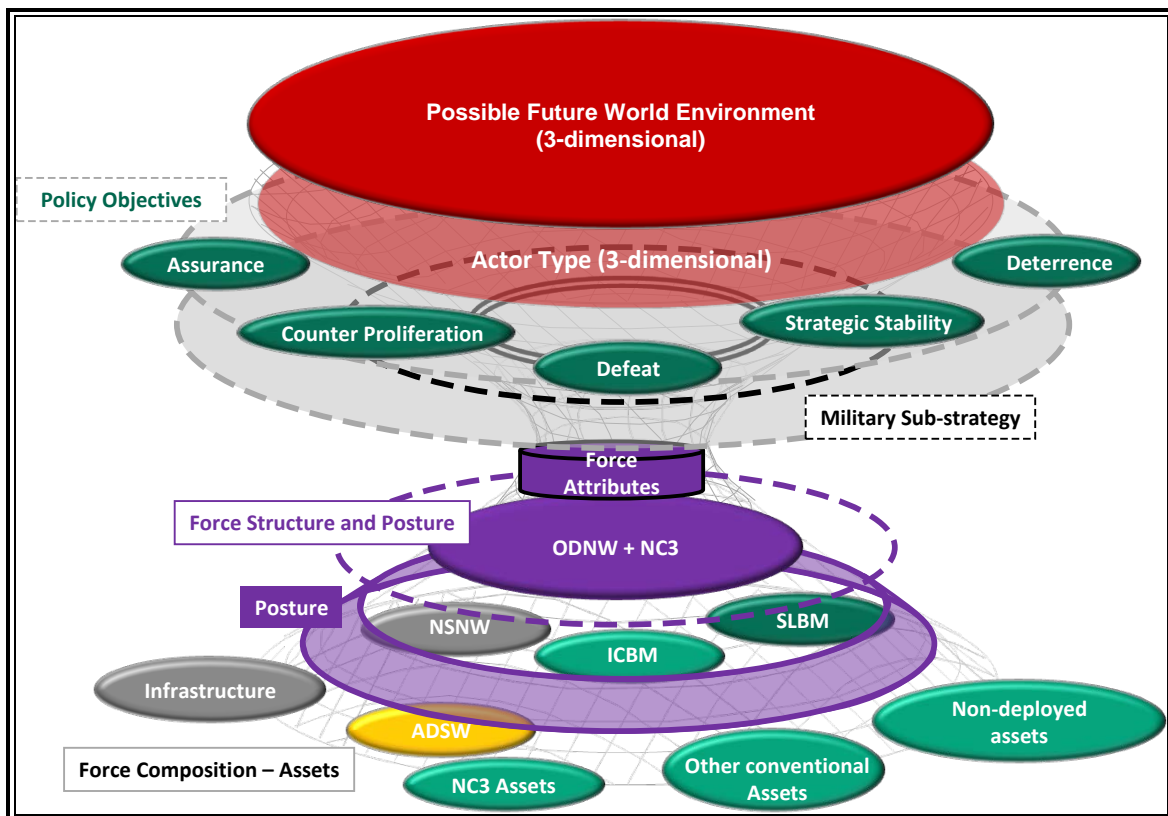 Possible Future World Environment
(3-dimensional)
Policy Objectives
Actor Type (3-dimensional)
Assurance
Deterrence
Counter Proliferation
Strategic Stability
Defeat
Military Sub-strategy
Force
Attributes
Force Structure and Posture
ODNW + NC3
Posture
NSNW
SLBM
ICBM
Infrastructure
Non-deployed
assets
ADSW
Force Composition – Assets
NC3 Assets
Other conventional
Assets